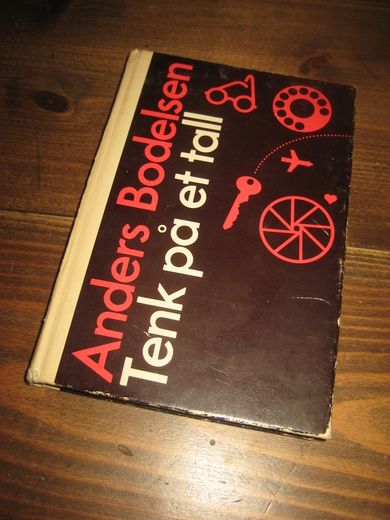 Anders Bodelsen
Tenk på et tall